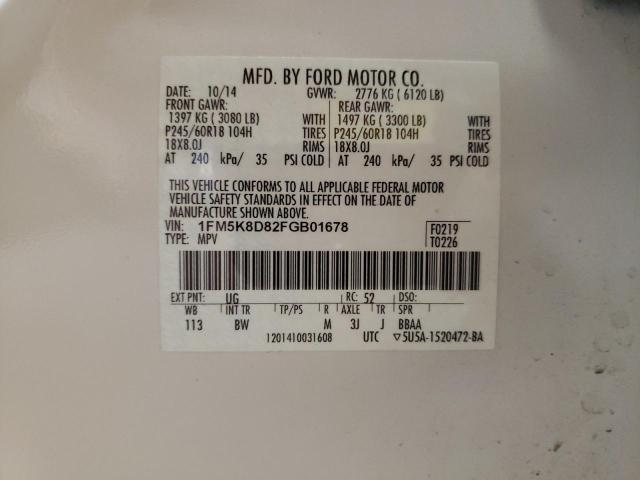 MFD. BY FORD MOTOR CO.
DATE: 10/14 GVWR: 2776 KG ( 6120 LB)
FRONT GAWR: REAR GAWR:
1397 KG ( 3080 LB) WITH 1497 KG ( 3300 LB) WITH
P245/60R18 104H TIRES P245/60R18 104H TIRES
18X8.0J RIMS 18X8.0J RIMS
AT 240 kPa/ 35 PSI COLD AT 240 kPa/ 35 PSI COLD
THIS VEHICLE CONFORMS TO ALL APPLICABLE FEDERAL MOTOR
VEHICLE SAFETY STANDARDS IN EFFECT ON THE DATE OF
MANUFACTURE SHOWN ABOVE.
VIN: 1FM5K8D82FGB01678 F0219
TYPE: MPV T0226
EXT PNT: UG RC: 52 DSO:
WB INT TR TP/PS R AXLE TR SPR
113 BW M 3J J BBAA
1201410031608 UTC ▽5U5A-1520472-BA